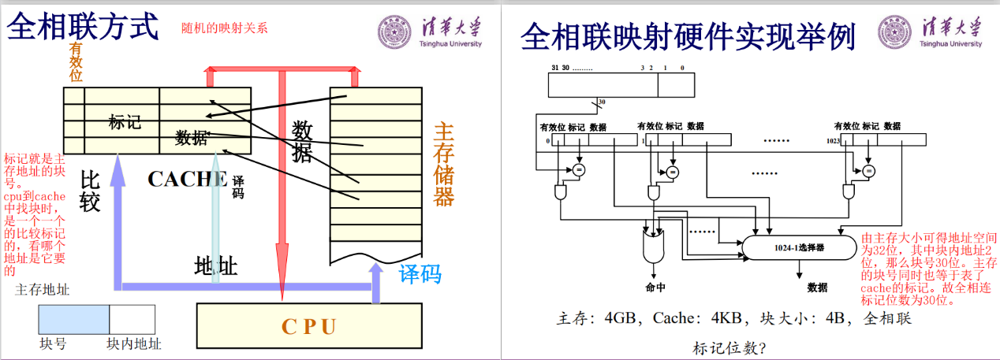 全相联方式
随机的映射关系
清华大学
Tsinghua University
有效位
标记
数据
数据
主存储器
标记就是主
存地址的块
号。
cpu到cache
中找块时，
是一个一个
的比较标记
的，看哪个
地址是它要
的
比较
CACHE
译码
地址
译码
主存地址
块号
块内地址
CPU
全相联映射硬件实现举例
清华大学
Tsinghua University
31 30 ......... 3 2 1 0
30
有效位 标记 数据
有效位 标记 数据
有效位 标记 数据
0
1
......
1023
=
=
......
=
......
1024-1选择器
命中
数据
由主存大小可得地址空间
为32位，其中块内地址2
位，那么块号30位。主存
的块号同时也等于表了
cache的标记。故全相连
标记位数为30位。
主存：4GB，Cache：4KB，块大小：4B，全相联
标记位数？